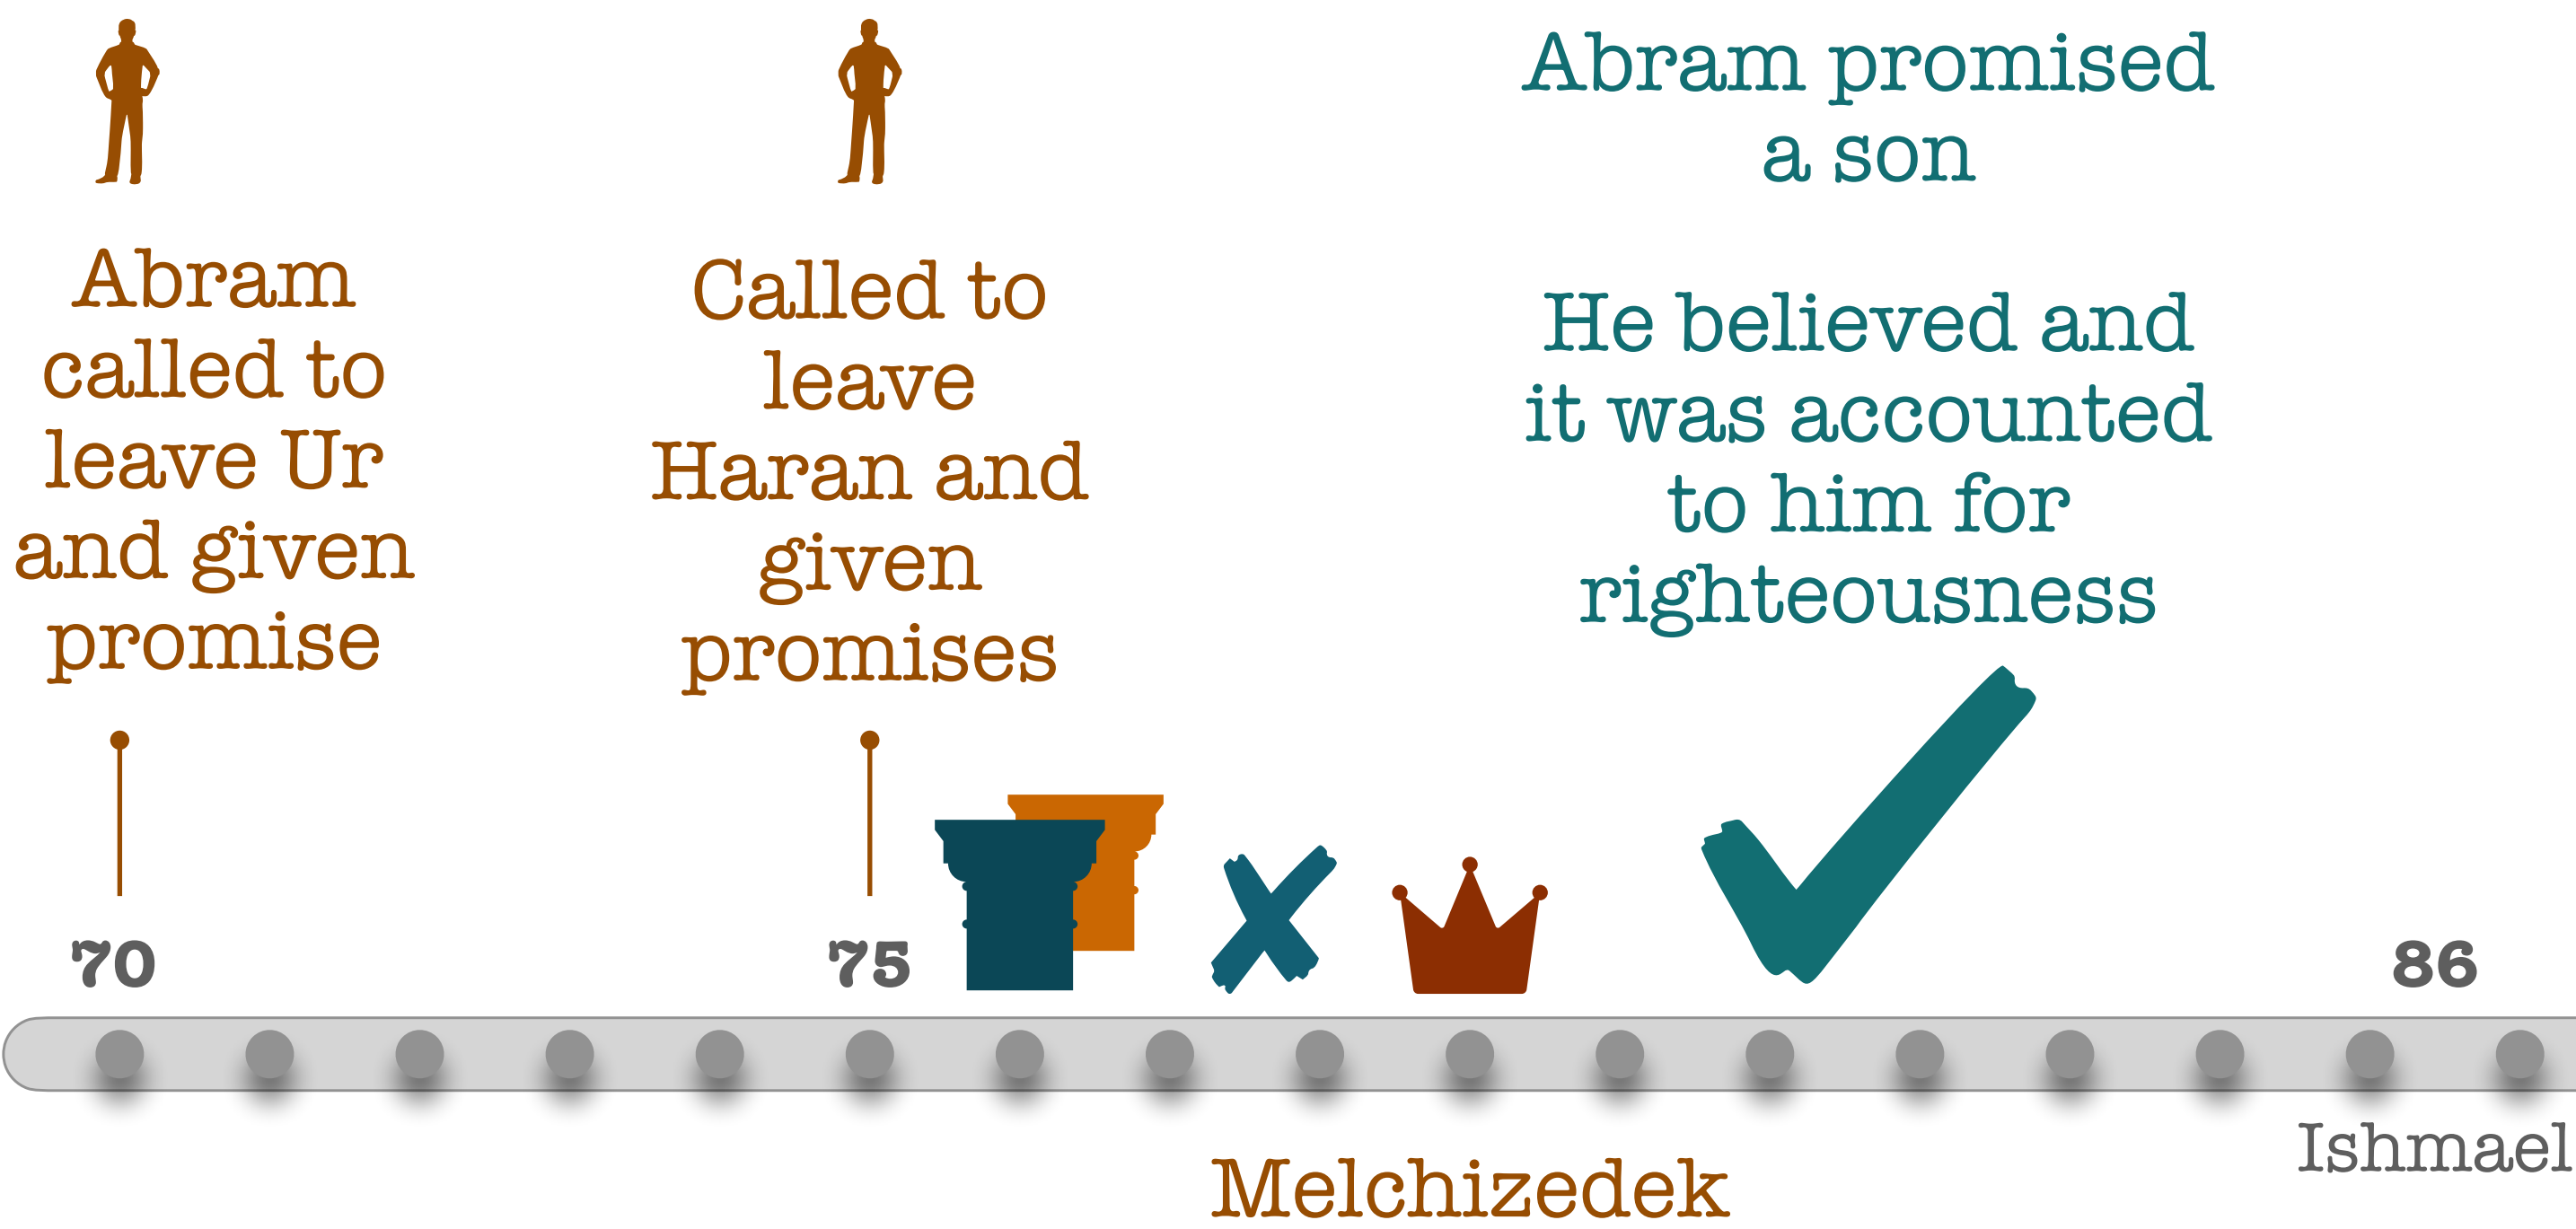 Abram
called to
leave Ur
and given
promise
Called to
leave
Haran and
given
promises
Abram promised
a son
He believed and
it was accounted
to him for
righteousness
70
75
86
Ishmael
Melchizedek